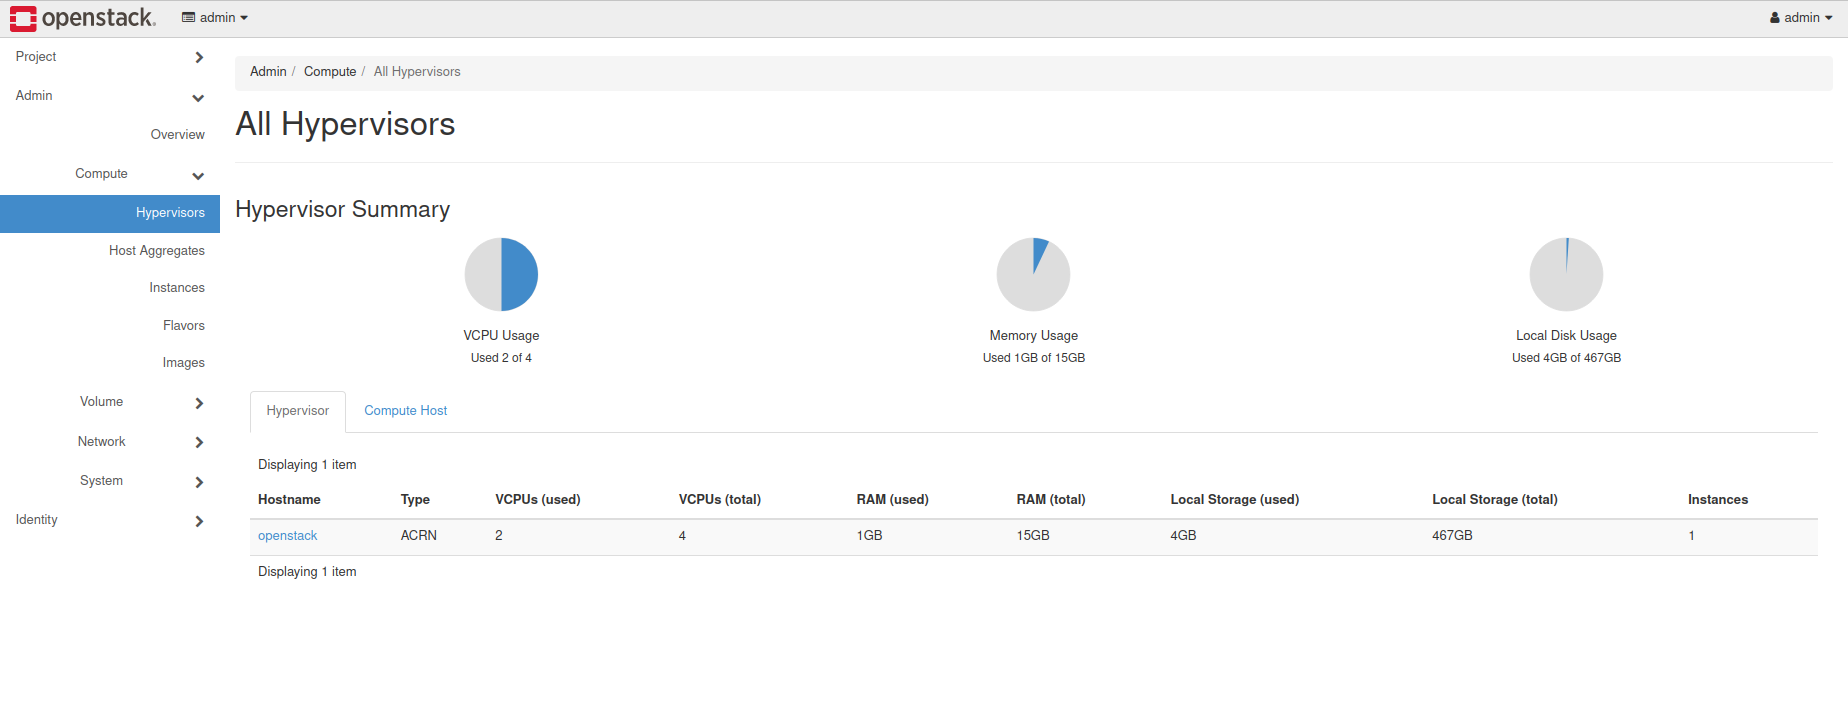 openstack. admin admin
Project
Admin
Overview
Compute
Hypervisors
Host Aggregates
Instances
Flavors
Images
Volume
Network
System
Identity
Admin / Compute / All Hypervisors
All Hypervisors
Hypervisor Summary
VCPU Usage
Used 2 of 4
Memory Usage
Used 1GB of 15GB
Local Disk Usage
Used 4GB of 467GB
Hypervisor Compute Host
Displaying 1 item
Hostname Type VCPUs (used) VCPUs (total) RAM (used) RAM (total) Local Storage (used) Local Storage (total) Instances
openstack ACRN 2 4 1GB 15GB 4GB 467GB 1
Displaying 1 item